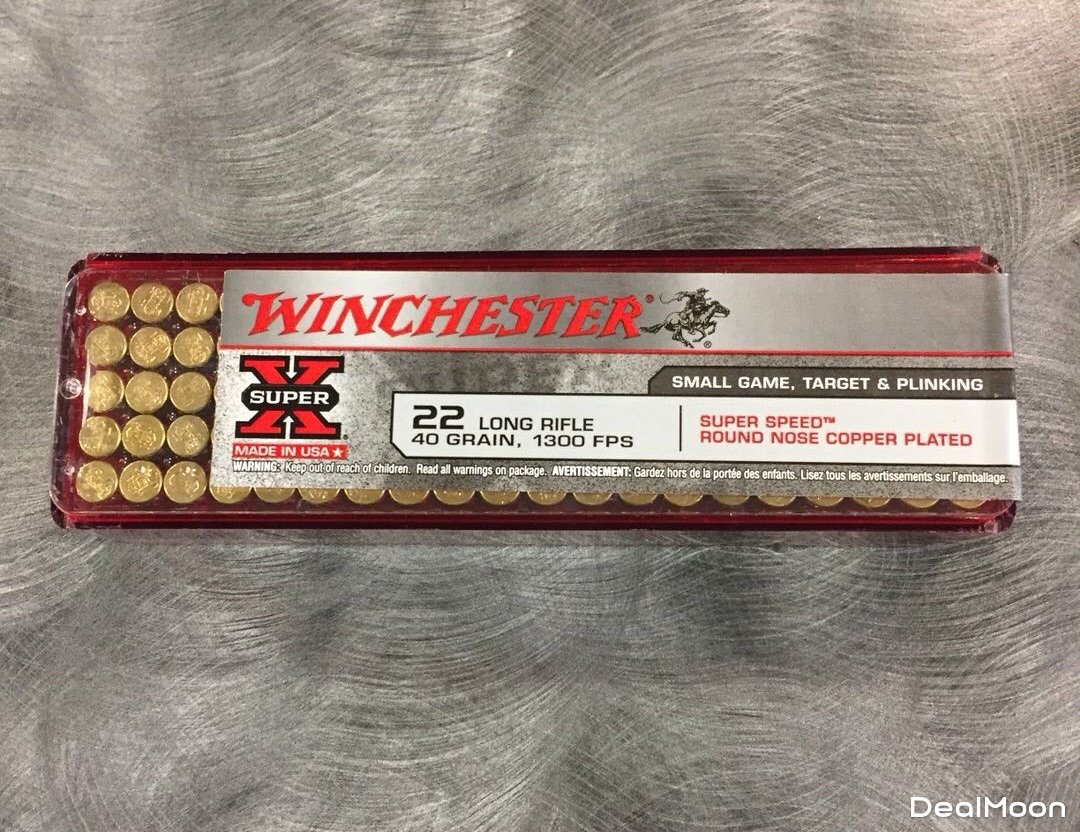 WINCHESTER®
®
X
SUPER
®
MADE IN USA★
SMALL GAME, TARGET & PLINKING
22 LONG RIFLE
40 GRAIN, 1300 FPS
SUPER SPEED™
ROUND NOSE COPPER PLATED
WARNING: Keep out of reach of children. Read all warnings on package. AVERTISSEMENT: Gardez hors de la portée des enfants. Lisez tous les avertissements sur l'emballage.
DealMoon